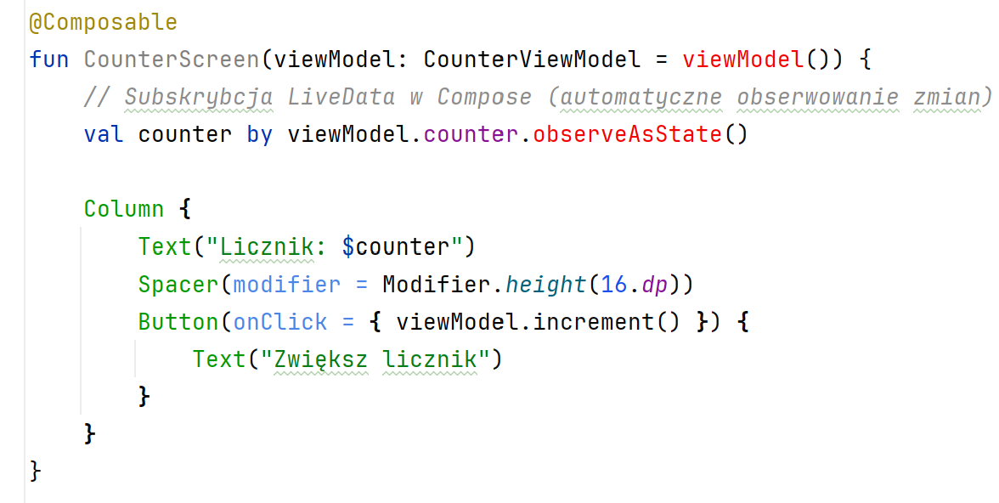 @Composable
fun CounterScreen(viewModel: CounterViewModel = viewModel()) {
    // Subskrybcja LiveData w Compose (automatyczne obserwowanie zmian)
    val counter by viewModel.counter.observeAsState()

    Column {
        Text("Licznik: $counter")
        Spacer(modifier = Modifier.height(16.dp))
        Button(onClick = { viewModel.increment() }) {
            Text("Zwiększ licznik")
        }
    }
}